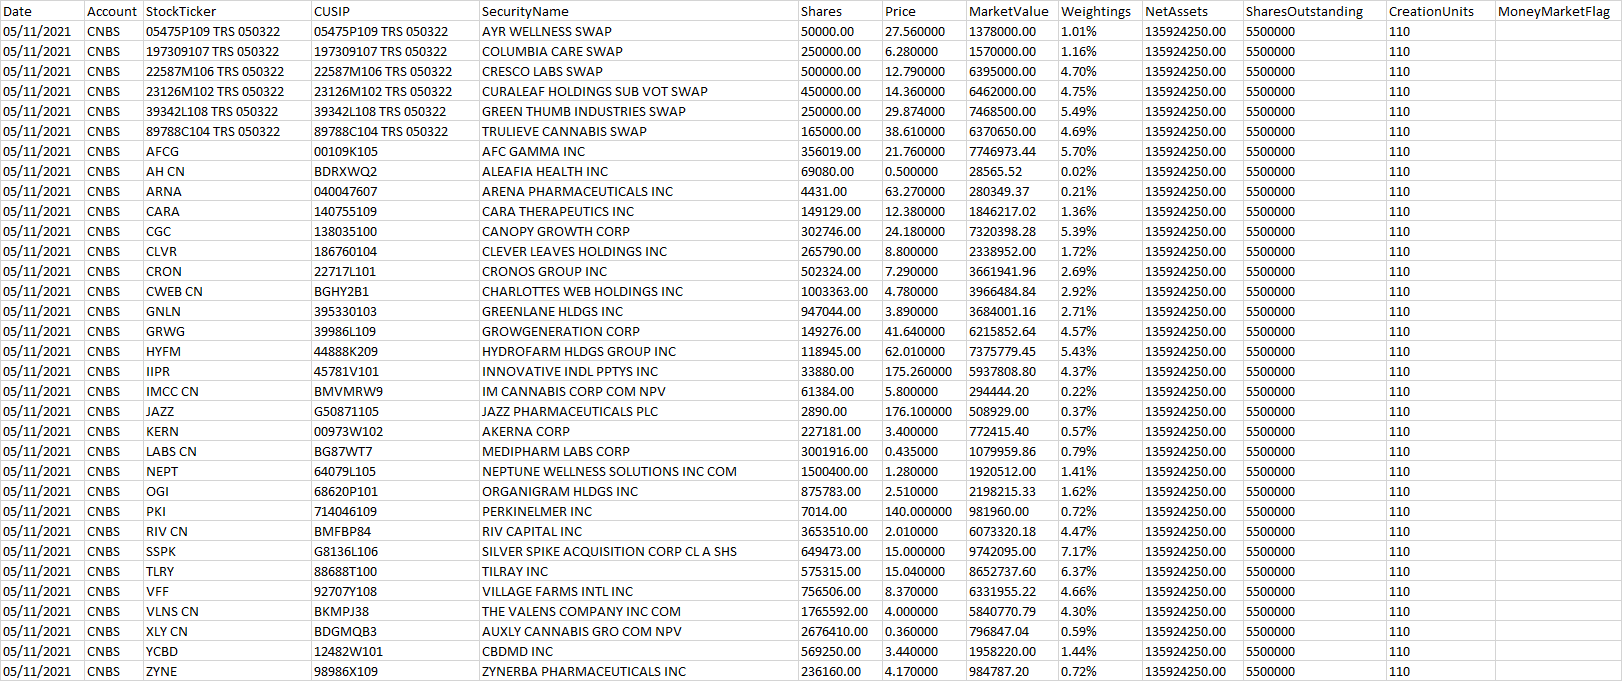 Date Account StockTicker CUSIP SecurityName Shares Price MarketValue Weightings NetAssets SharesOutstanding CreationUnits MoneyMarketFlag
05/11/2021 CNBS 05475P109 TRS 050322 05475P109 TRS 050322 AYR WELLNESS SWAP 50000.00 27.560000 1378000.00 1.01% 135924250.00 5500000 110
05/11/2021 CNBS 197309107 TRS 050322 197309107 TRS 050322 COLUMBIA CARE SWAP 250000.00 6.280000 1570000.00 1.16% 135924250.00 5500000 110
05/11/2021 CNBS 22587M106 TRS 050322 22587M106 TRS 050322 CRESCO LABS SWAP 500000.00 12.790000 6395000.00 4.70% 135924250.00 5500000 110
05/11/2021 CNBS 23126M102 TRS 050322 23126M102 TRS 050322 CURALEAF HOLDINGS SUB VOT SWAP 450000.00 14.360000 6462000.00 4.75% 135924250.00 5500000 110
05/11/2021 CNBS 39342L108 TRS 050322 39342L108 TRS 050322 GREEN THUMB INDUSTRIES SWAP 250000.00 29.874000 7468500.00 5.49% 135924250.00 5500000 110
05/11/2021 CNBS 89788C104 TRS 050322 89788C104 TRS 050322 TRULIEVE CANNABIS SWAP 165000.00 38.610000 6370650.00 4.69% 135924250.00 5500000 110
05/11/2021 CNBS AFCG 00109K105 AFC GAMMA INC 356019.00 21.760000 7746973.44 5.70% 135924250.00 5500000 110
05/11/2021 CNBS AH CN BDRXWQ2 ALEAFIA HEALTH INC 69080.00 0.500000 28565.52 0.02% 135924250.00 5500000 110
05/11/2021 CNBS ARNA 040047607 ARENA PHARMACEUTICALS INC 4431.00 63.270000 280349.37 0.21% 135924250.00 5500000 110
05/11/2021 CNBS CARA 140755109 CARA THERAPEUTICS INC 149129.00 12.380000 1846217.02 1.36% 135924250.00 5500000 110
05/11/2021 CNBS CGC 138035100 CANOPY GROWTH CORP 302746.00 24.180000 7320398.28 5.39% 135924250.00 5500000 110
05/11/2021 CNBS CLVR 186760104 CLEVER LEAVES HOLDINGS INC 265790.00 8.800000 2338952.00 1.72% 135924250.00 5500000 110
05/11/2021 CNBS CRON 22717L101 CRONOS GROUP INC 502324.00 7.290000 3661941.96 2.69% 135924250.00 5500000 110
05/11/2021 CNBS CWEB CN BGHY2B1 CHARLOTTES WEB HOLDINGS INC 1003363.00 4.780000 3966484.84 2.92% 135924250.00 5500000 110
05/11/2021 CNBS GNLN 395330103 GREENLANE HLDGS INC 947044.00 3.890000 3684001.16 2.71% 135924250.00 5500000 110
05/11/2021 CNBS GRWG 39986L109 GROWGENERATION CORP 149276.00 41.640000 6215852.64 4.57% 135924250.00 5500000 110
05/11/2021 CNBS HYFM 44888K209 HYDROFARM HLDGS GROUP INC 118945.00 62.010000 7375779.45 5.43% 135924250.00 5500000 110
05/11/2021 CNBS IIPR 45781V101 INNOVATIVE INDL PPTYS INC 33880.00 175.260000 5937808.80 4.37% 135924250.00 5500000 110
05/11/2021 CNBS IMCC CN BMVMRW9 IM CANNABIS CORP COM NPV 61384.00 5.800000 294444.20 0.22% 135924250.00 5500000 110
05/11/2021 CNBS JAZZ G50871105 JAZZ PHARMACEUTICALS PLC 2890.00 176.100000 508929.00 0.37% 135924250.00 5500000 110
05/11/2021 CNBS KERN 00973W102 AKERNA CORP 227181.00 3.400000 772415.40 0.57% 135924250.00 5500000 110
05/11/2021 CNBS LABS CN BG87WT7 MEDIPHARM LABS CORP 3001916.00 0.435000 1079959.86 0.79% 135924250.00 5500000 110
05/11/2021 CNBS NEPT 64079L105 NEPTUNE WELLNESS SOLUTIONS INC COM 1500400.00 1.280000 1920512.00 1.41% 135924250.00 5500000 110
05/11/2021 CNBS OGI 68620P101 ORGANIGRAM HLDGS INC 875783.00 2.510000 2198215.33 1.62% 135924250.00 5500000 110
05/11/2021 CNBS PKI 714046109 PERKINELMER INC 7014.00 140.000000 981960.00 0.72% 135924250.00 5500000 110
05/11/2021 CNBS RIV CN BMFBP84 RIV CAPITAL INC 3653510.00 2.010000 6073320.18 4.47% 135924250.00 5500000 110
05/11/2021 CNBS SSPK G8136L106 SILVER SPIKE ACQUISITION CORP CL A SHS 649473.00 15.000000 9742095.00 7.17% 135924250.00 5500000 110
05/11/2021 CNBS TLRY 88688T100 TILRAY INC 575315.00 15.040000 8652737.60 6.37% 135924250.00 5500000 110
05/11/2021 CNBS VFF 92707Y108 VILLAGE FARMS INTL INC 756506.00 8.370000 6331955.22 4.66% 135924250.00 5500000 110
05/11/2021 CNBS VLNS CN BKMPJ38 THE VALENS COMPANY INC COM 1765592.00 4.000000 5840770.79 4.30% 135924250.00 5500000 110
05/11/2021 CNBS XLY CN BDGMQB3 AUXLY CANNABIS GRO COM NPV 2676410.00 0.360000 796847.04 0.59% 135924250.00 5500000 110
05/11/2021 CNBS YCBD 12482W101 CBDMD INC 569250.00 3.440000 1958220.00 1.44% 135924250.00 5500000 110
05/11/2021 CNBS ZYNE 98986X109 ZYNERBA PHARMACEUTICALS INC 236160.00 4.170000 984787.20 0.72% 135924250.00 5500000 110